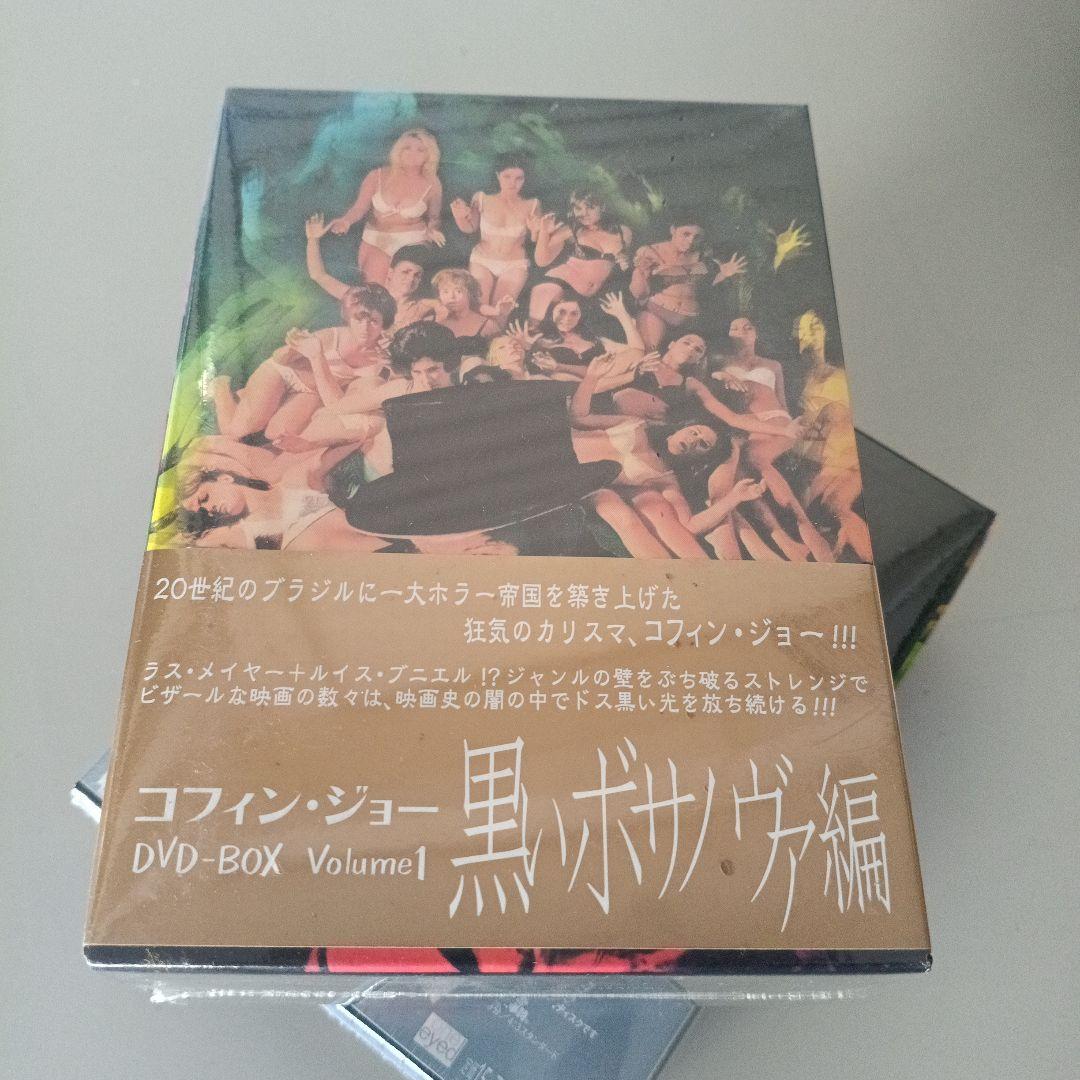 20世紀のブラジルに一大ホラー帝国を築き上げた
狂気のカリスマ、コフィン・ジョー!!!
ラス・メイヤー＋ルイス・ブニエル!?ジャンルの壁をぶち破るストレンジで
ビザールな映画の数々は、映画史の闇の中でドス黒い光を放ち続ける!!!
コフィン・ジョー
DVD-BOX Volume1
黒いボサノヴァ編
eyed